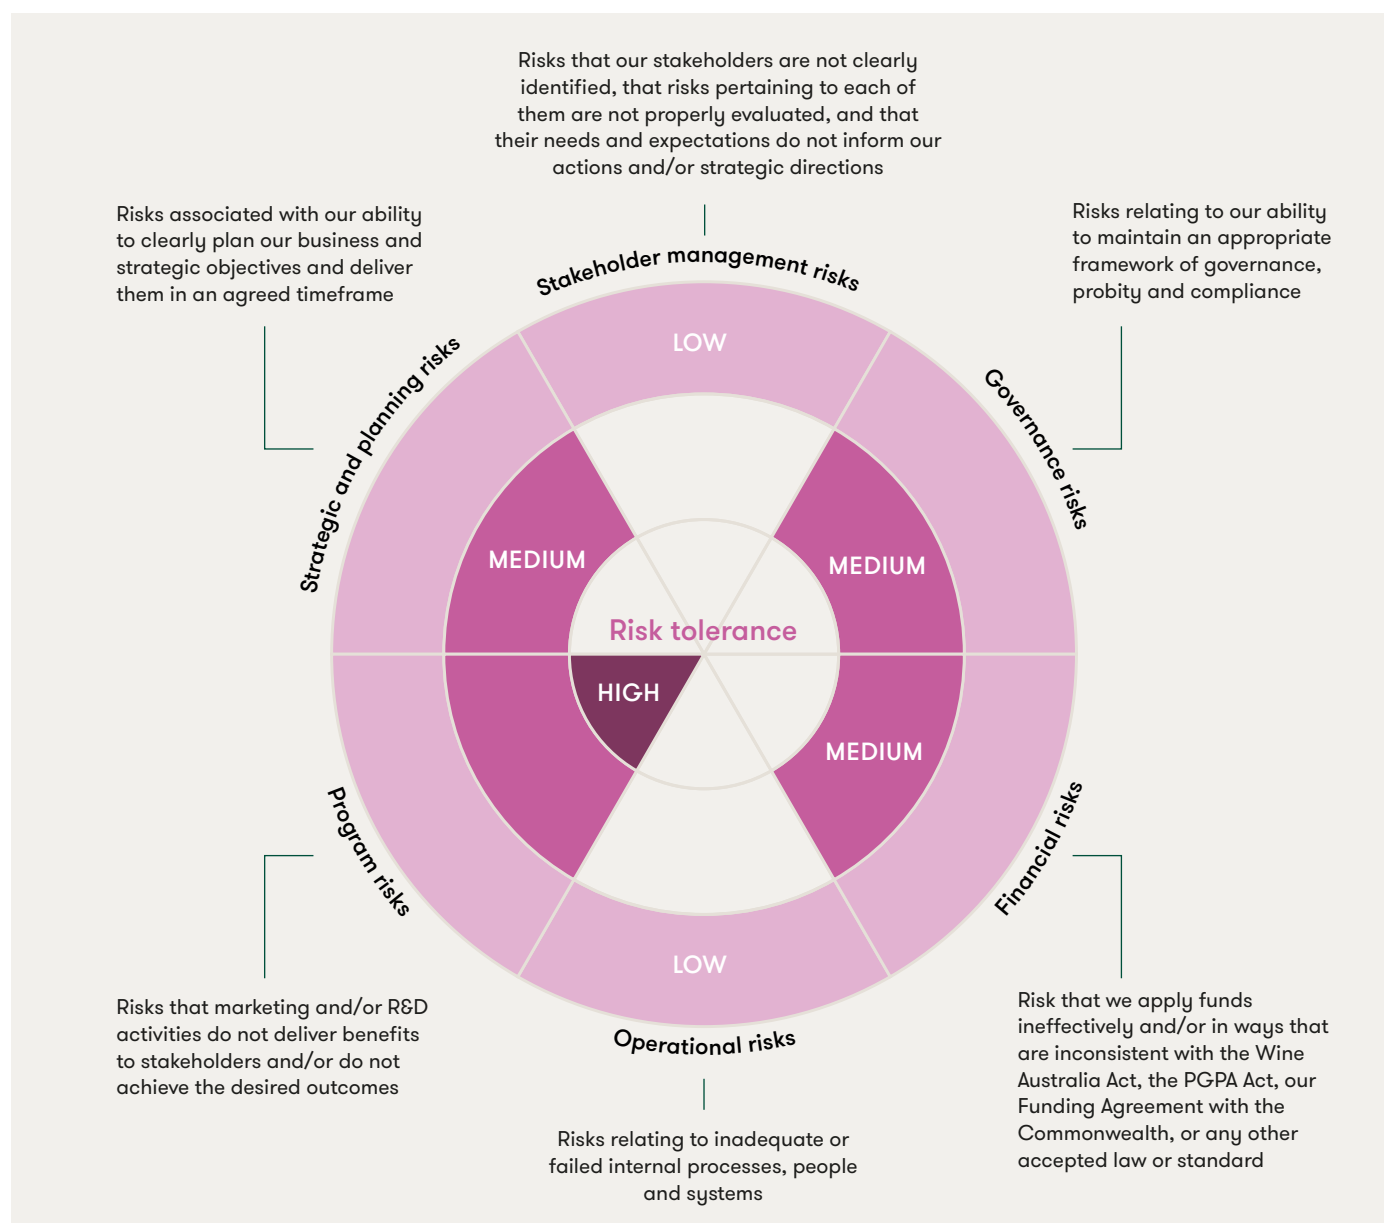 Risks that our stakeholders are not clearly
identified, that risks pertaining to each of
them are not properly evaluated, and that
their needs and expectations do not inform our
actions and/or strategic directions
Risks associated with our ability
to clearly plan our business and
strategic objectives and deliver
them in an agreed timeframe
Risks relating to our ability
to maintain an appropriate
framework of governance,
probity and compliance
Stakeholder management risks
LOW
Strategic and planning risks
Governance risks
MEDIUM
MEDIUM
Risk tolerance
HIGH
MEDIUM
Program risks
Financial risks
LOW
Operational risks
Risks that marketing and/or R&D
activities do not deliver benefits
to stakeholders and/or do not
achieve the desired outcomes
Risks relating to inadequate or
failed internal processes, people
and systems
Risk that we apply funds
ineffectively and/or in ways that
are inconsistent with the Wine
Australia Act, the PGPA Act, our
Funding Agreement with the
Commonwealth, or any other
accepted law or standard